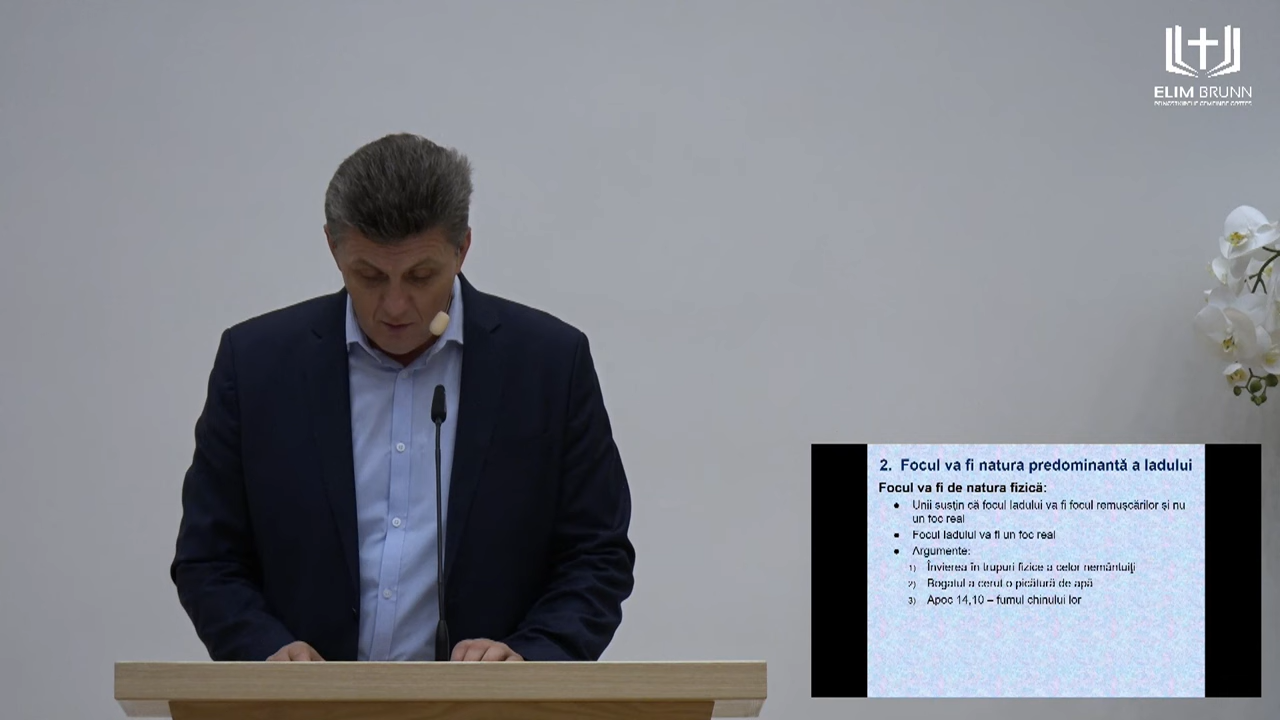 ELIM BRUNN
PFINGSTKIRCHE GEMEINDE GOTTES
2. Focul va fi natura predominantă a Iadului
Focul va fi de natura fizică:
● Unii susțin că focul Iadului va fi focul remușcărilor și nu
un foc real
● Focul Iadului va fi un foc real
● Argumente:
1) Învierea în trupuri fizice a celor nemântuiți
2) Bogatul a cerut o picătură de apă
3) Apoc 14,10 – fumul chinului lor